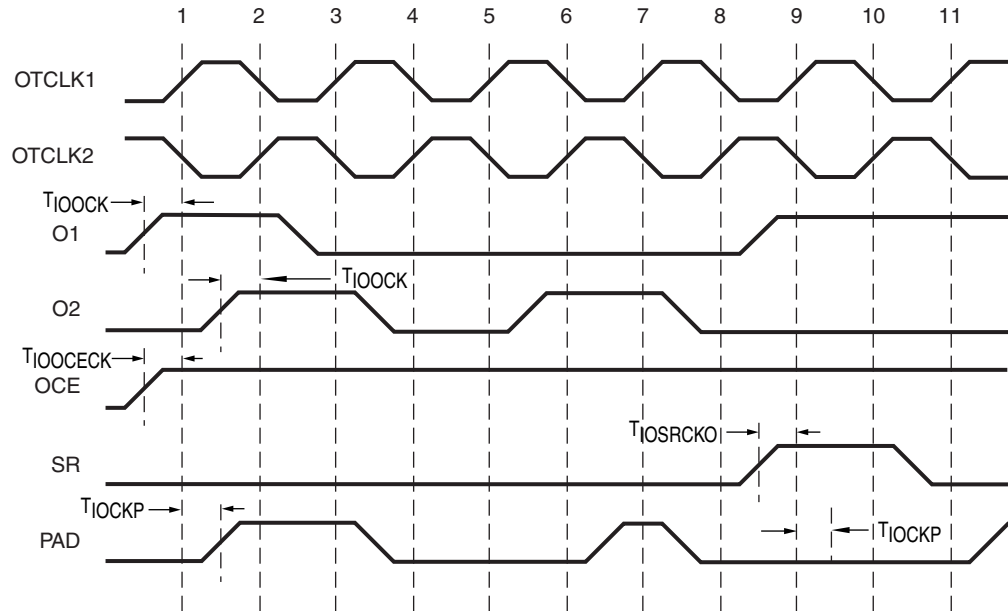 1 2 3 4 5 6 7 8 9 10 11
OTCLK1
OTCLK2
TIOOCK
O1
TIOOCK
O2
TIOOCECK
OCE
TIOSRCKO
SR
TIOCKP
PAD
TIOCKP